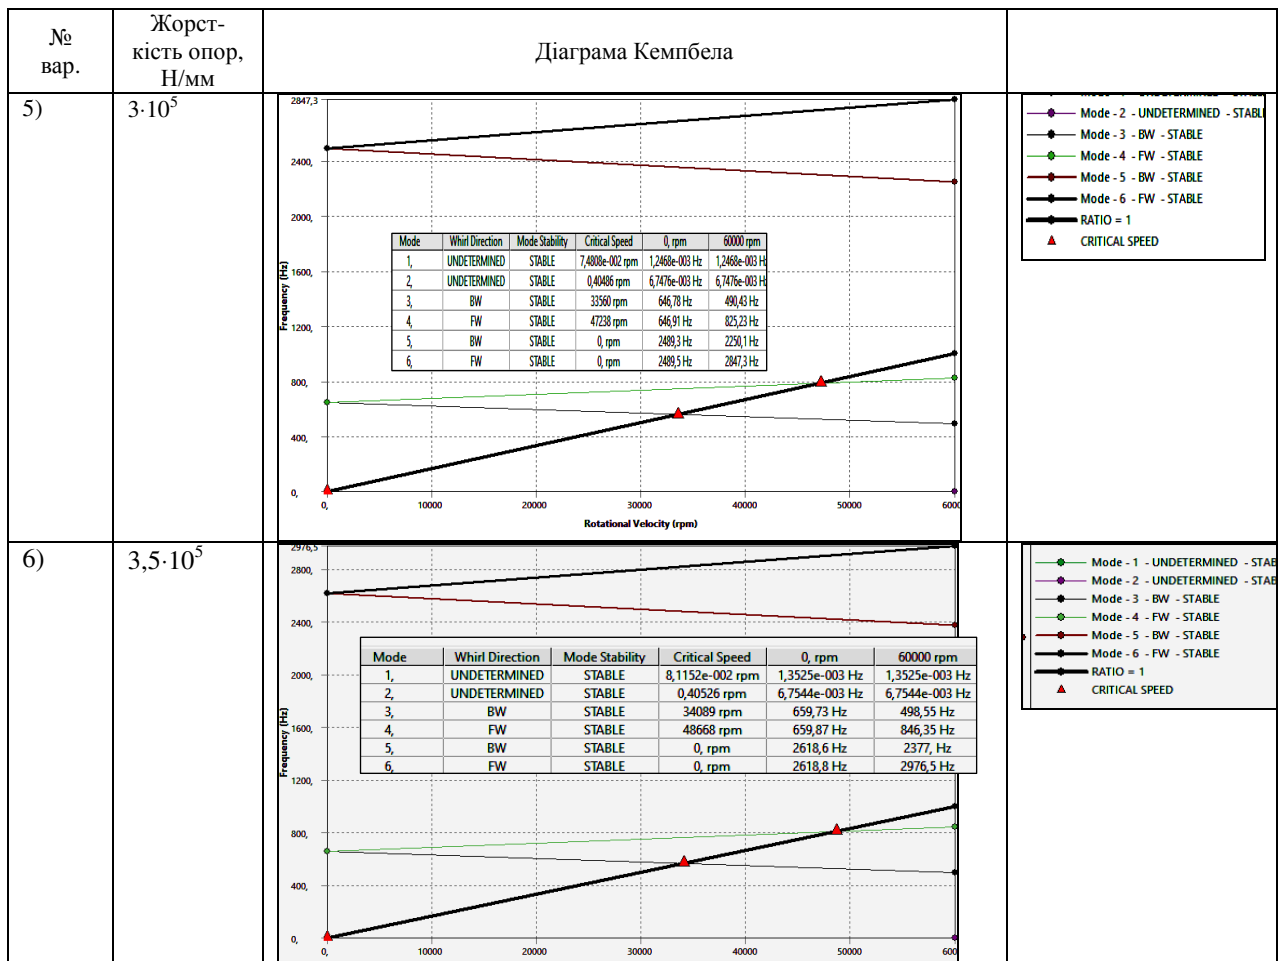 № вар.
Жорст-
кість опор,
Н/мм
Діаграма Кемпбела
5)
3·10⁵
2847,3
2400,
2000,
1600,
1200,
800,
400,
0,
Frequency (Hz)
Mode Whirl Direction Mode Stability Critical Speed 0, rpm 60000 rpm
1, UNDETERMINED STABLE 7,4808e-002 rpm 1,2468e-003 Hz 1,2468e-003 H
2, UNDETERMINED STABLE 0,40486 rpm 6,7476e-003 Hz 6,7476e-003 H
3, BW STABLE 33560 rpm 646,78 Hz 490,43 Hz
4, FW STABLE 47238 rpm 646,91 Hz 825,23 Hz
5, BW STABLE 0, rpm 2489,3 Hz 2250,1 Hz
6, FW STABLE 0, rpm 2489,5 Hz 2847,3 Hz
0, 10000 20000 30000 40000 50000 6000
Rotational Velocity (rpm)
Mode - 2 - UNDETERMINED - STABL
Mode - 3 - BW - STABLE
Mode - 4 - FW - STABLE
Mode - 5 - BW - STABLE
Mode - 6 - FW - STABLE
RATIO = 1
CRITICAL SPEED
6)
3,5·10⁵
2976,5
2800,
2400,
2000,
1600,
1200,
800,
400,
0,
Frequency (Hz)
Mode Whirl Direction Mode Stability Critical Speed 0, rpm 60000 rpm
1, UNDETERMINED STABLE 8,1152e-002 rpm 1,3525e-003 Hz 1,3525e-003 Hz
2, UNDETERMINED STABLE 0,40526 rpm 6,7544e-003 Hz 6,7544e-003 Hz
3, BW STABLE 34089 rpm 659,73 Hz 498,55 Hz
4, FW STABLE 48668 rpm 659,87 Hz 846,35 Hz
5, BW STABLE 0, rpm 2618,6 Hz 2377, Hz
6, FW STABLE 0, rpm 2618,8 Hz 2976,5 Hz
0, 10000 20000 30000 40000 50000 6000
Mode - 1 - UNDETERMINED - STAB
Mode - 2 - UNDETERMINED - STAB
Mode - 3 - BW - STABLE
Mode - 4 - FW - STABLE
Mode - 5 - BW - STABLE
Mode - 6 - FW - STABLE
RATIO = 1
CRITICAL SPEED